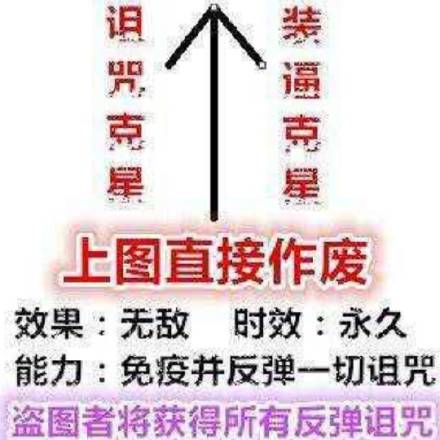 诅咒克星
装逼克星
上图直接作废
效果：无敌 时效：永久
能力：免疫并反弹一切诅咒
盗图者将获得所有反弹诅咒